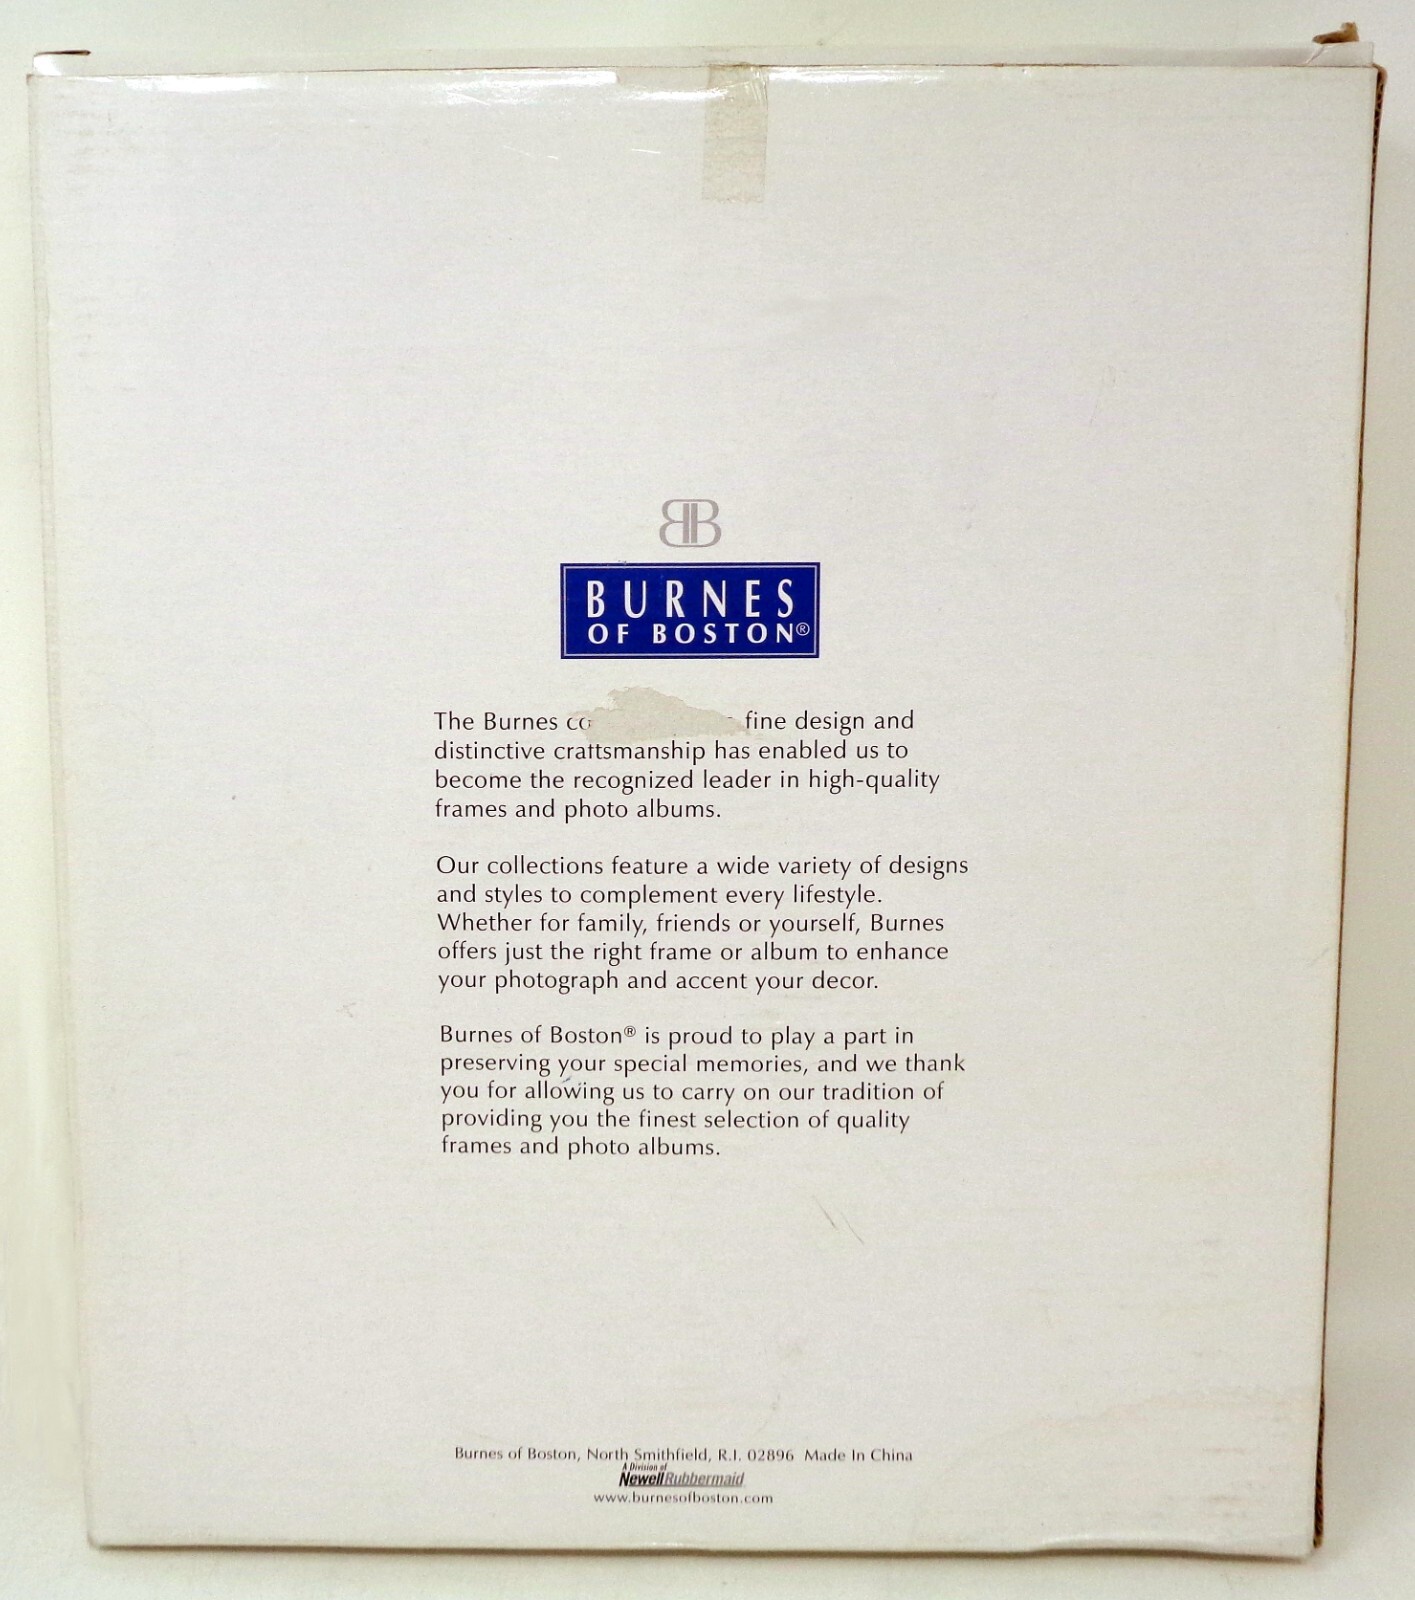 BB
BURNES
OF BOSTON®
The Burnes fine design and
distinctive craftsmanship has enabled us to
become the recognized leader in high-quality
frames and photo albums.
Our collections feature a wide variety of designs
and styles to complement every lifestyle.
Whether for family, friends or yourself, Burnes
offers just the right frame or album to enhance
your photograph and accent your decor.
Burnes of Boston® is proud to play a part in
preserving your special memories, and we thank
you for allowing us to carry on our tradition of
providing you the finest selection of quality
frames and photo albums.
Burnes of Boston, North Smithfield, R.I. 02896 Made In China
A Division of
NewellRubbermaid
www.burnesofboston.com